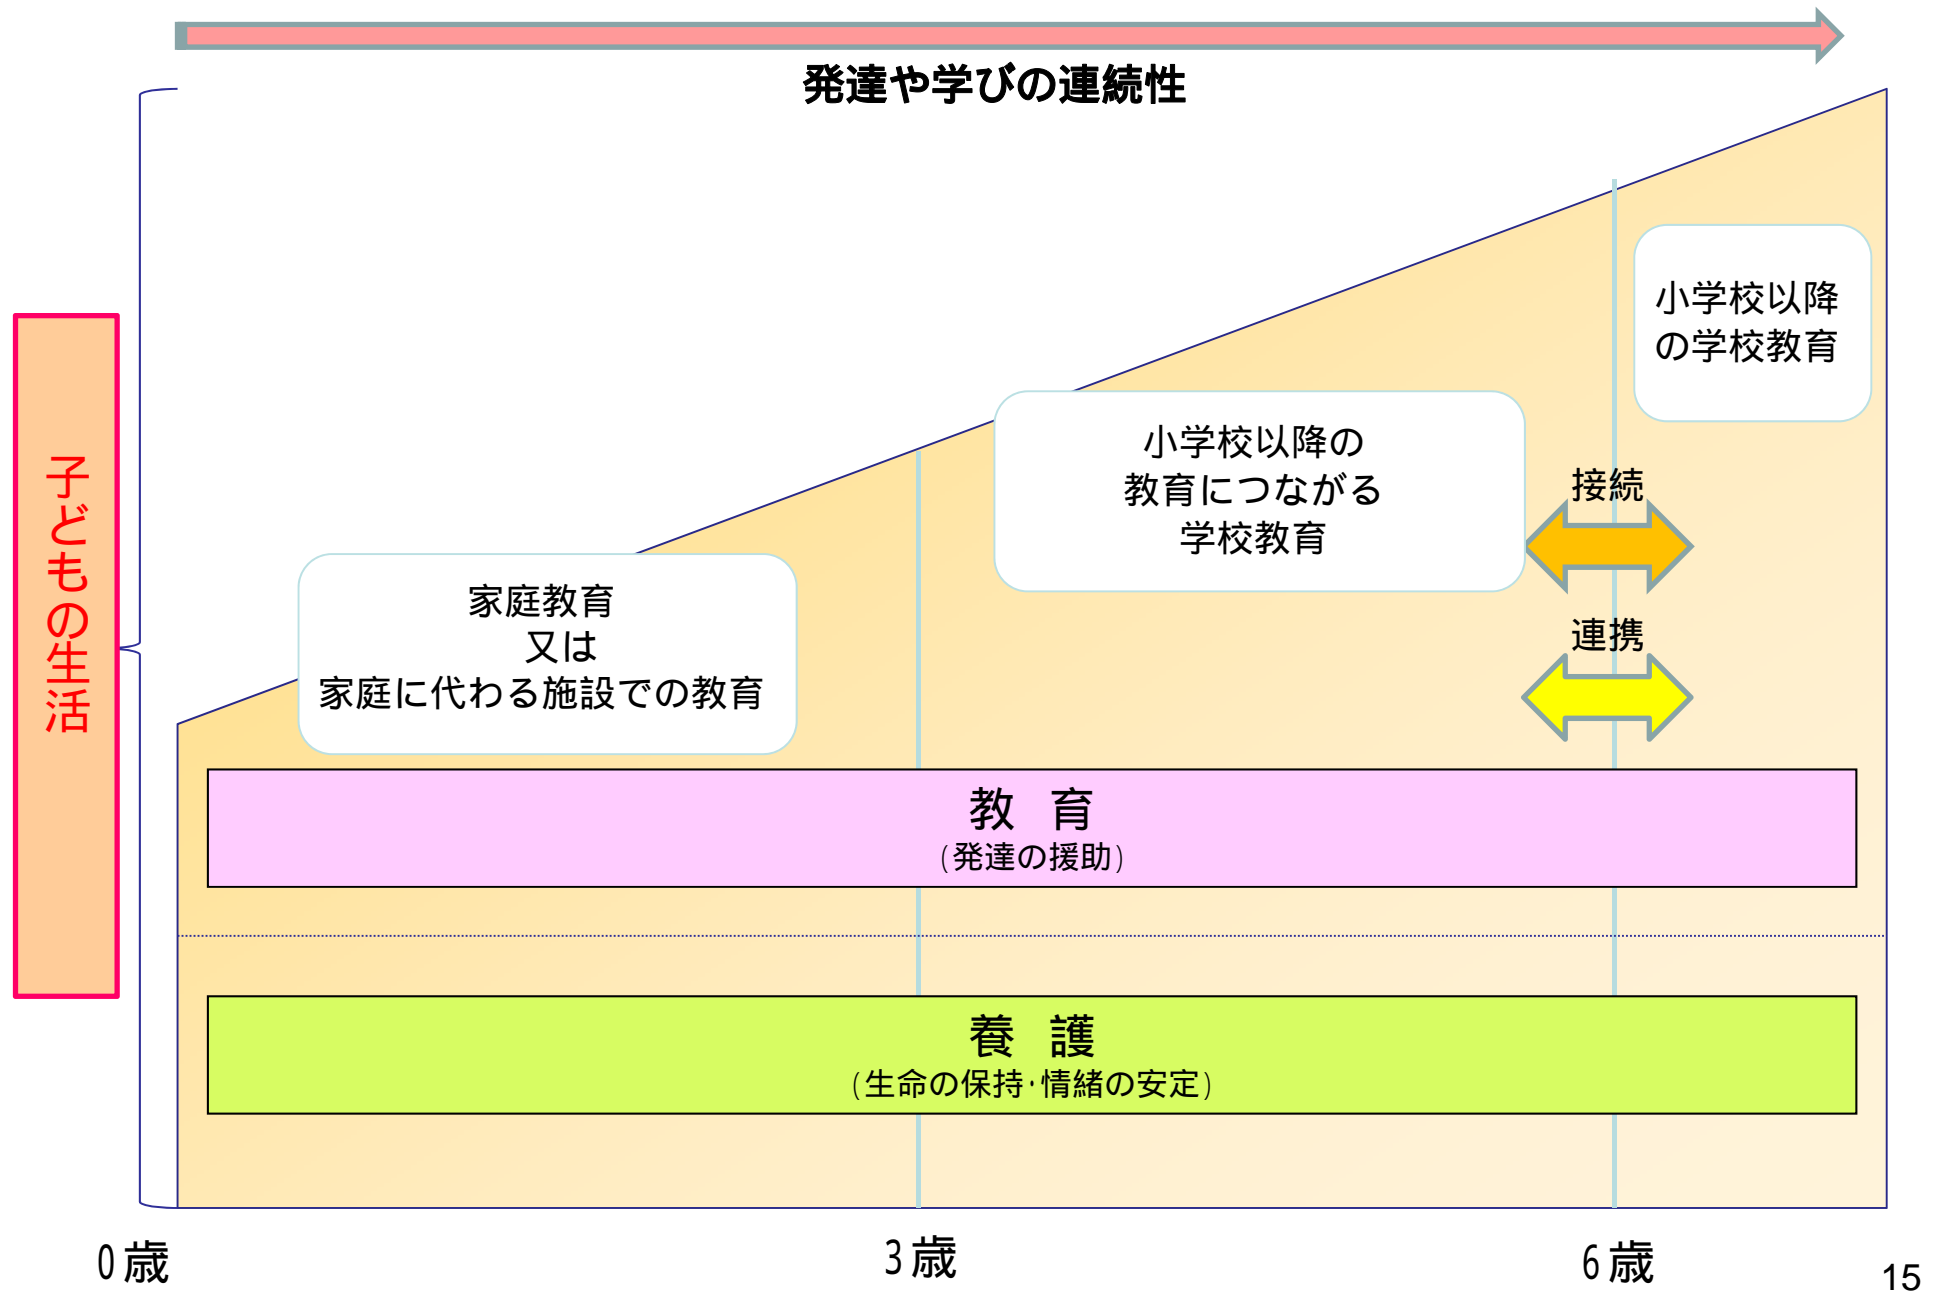 発達や学びの連続性
子どもの生活
小学校以降
の学校教育
小学校以降の
教育につながる
学校教育
接続
連携
家庭教育
又は
家庭に代わる施設での教育
教 育
(発達の援助)
養 護
(生命の保持･情緒の安定)
0歳
3歳
6歳
15